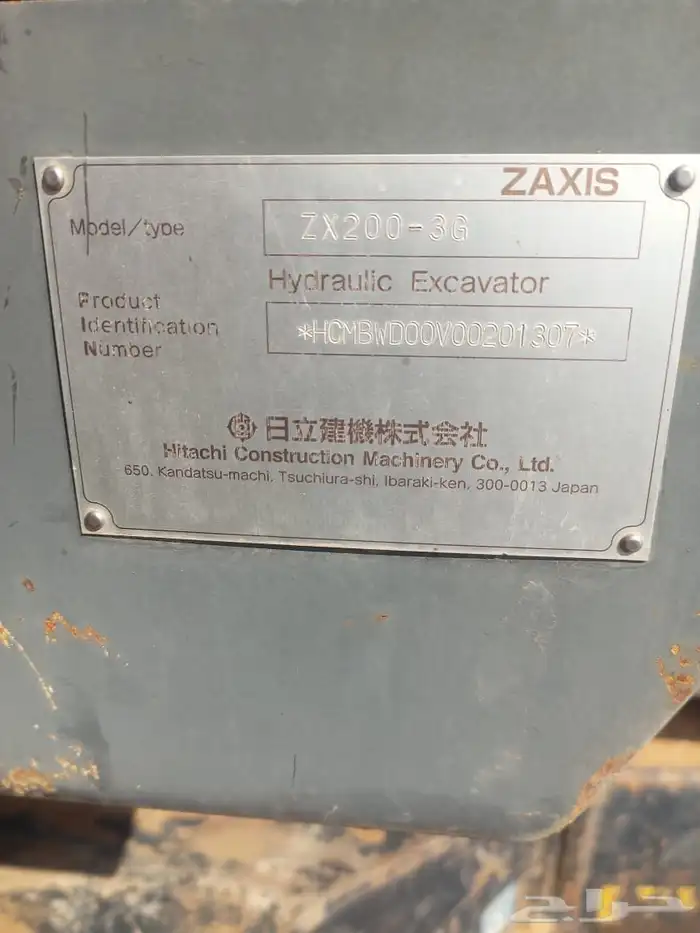 ZAXIS
Model/type
ZX200-3G
Hydraulic Excavator
Product
Identification
Number
*HCMBWD00V00201307*
日立建機株式会社
Hitachi Construction Machinery Co., Ltd.
650, Kandatsu-machi, Tsuchiura-shi, Ibaraki-ken, 300-0013 Japan
حراج